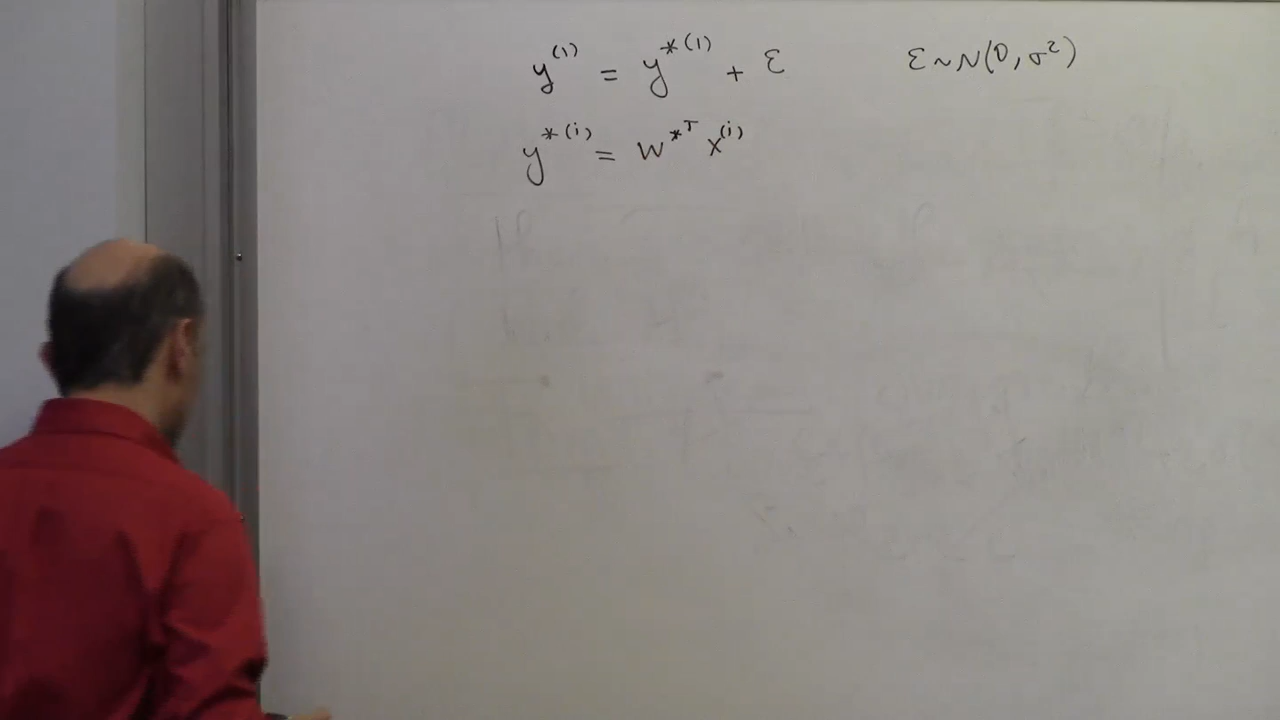 y^(1) = y^*(1) + ε    ε ~ N(0, σ²)
y^*(i) = w^*T x^(i)